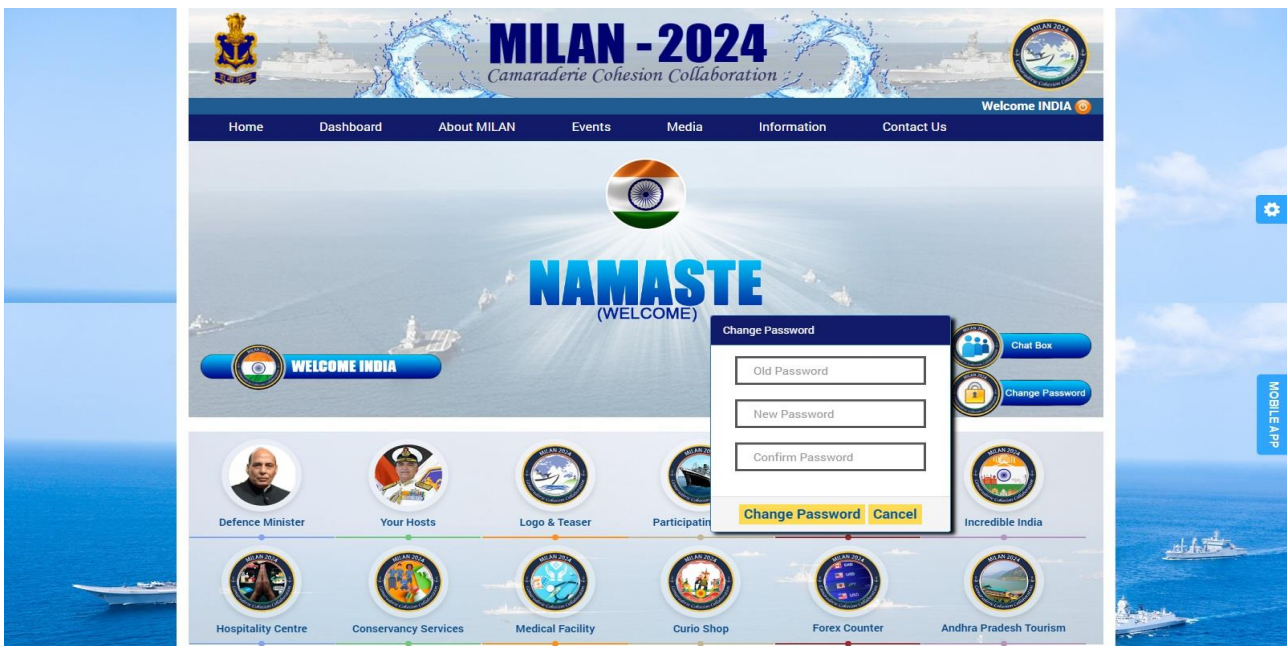 MILAN - 2024
Camaraderie Cohesion Collaboration
MILAN 2024
Welcome INDIA
Home Dashboard About MILAN Events Media Information Contact Us
NAMASTE
(WELCOME)
WELCOME INDIA
Chat Box
Change Password
MOBILE APP
Change Password
Old Password
New Password
Confirm Password
Change Password Cancel
Defence Minister Your Hosts Logo & Teaser Participatin Incredible India
Hospitality Centre Conservancy Services Medical Facility Curio Shop Forex Counter Andhra Pradesh Tourism